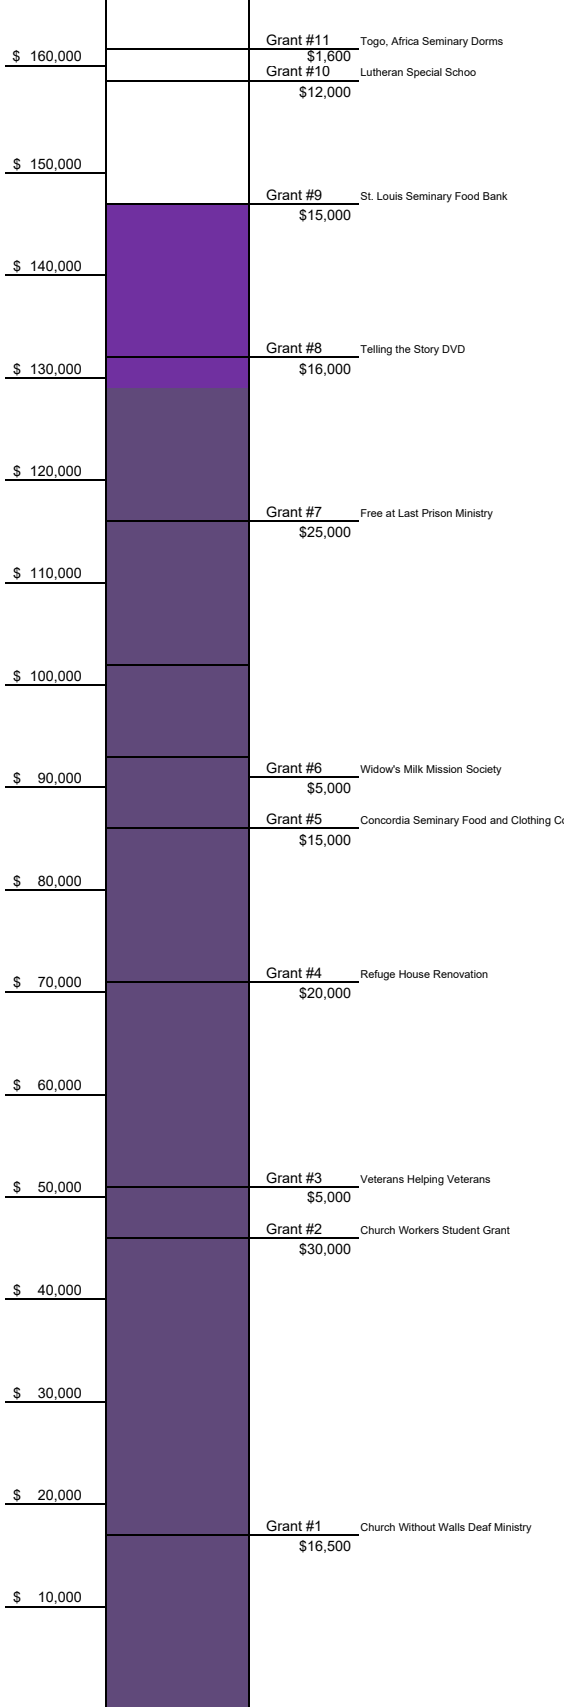 Grant #11 Togo, Africa Seminary Dorms
$ 160,000 $1,600
Grant #10 Lutheran Special Schoo
$12,000
$ 150,000
Grant #9 St. Louis Seminary Food Bank
$15,000
$ 140,000
Grant #8 Telling the Story DVD
$ 130,000 $16,000
$ 120,000
Grant #7 Free at Last Prison Ministry
$25,000
$ 110,000
$ 100,000
Grant #6 Widow's Milk Mission Society
$ 90,000 $5,000
Grant #5 Concordia Seminary Food and Clothing Co
$15,000
$ 80,000
Grant #4 Refuge House Renovation
$ 70,000 $20,000
$ 60,000
Grant #3 Veterans Helping Veterans
$ 50,000 $5,000
Grant #2 Church Workers Student Grant
$30,000
$ 40,000
$ 30,000
$ 20,000
Grant #1 Church Without Walls Deaf Ministry
$16,500
$ 10,000